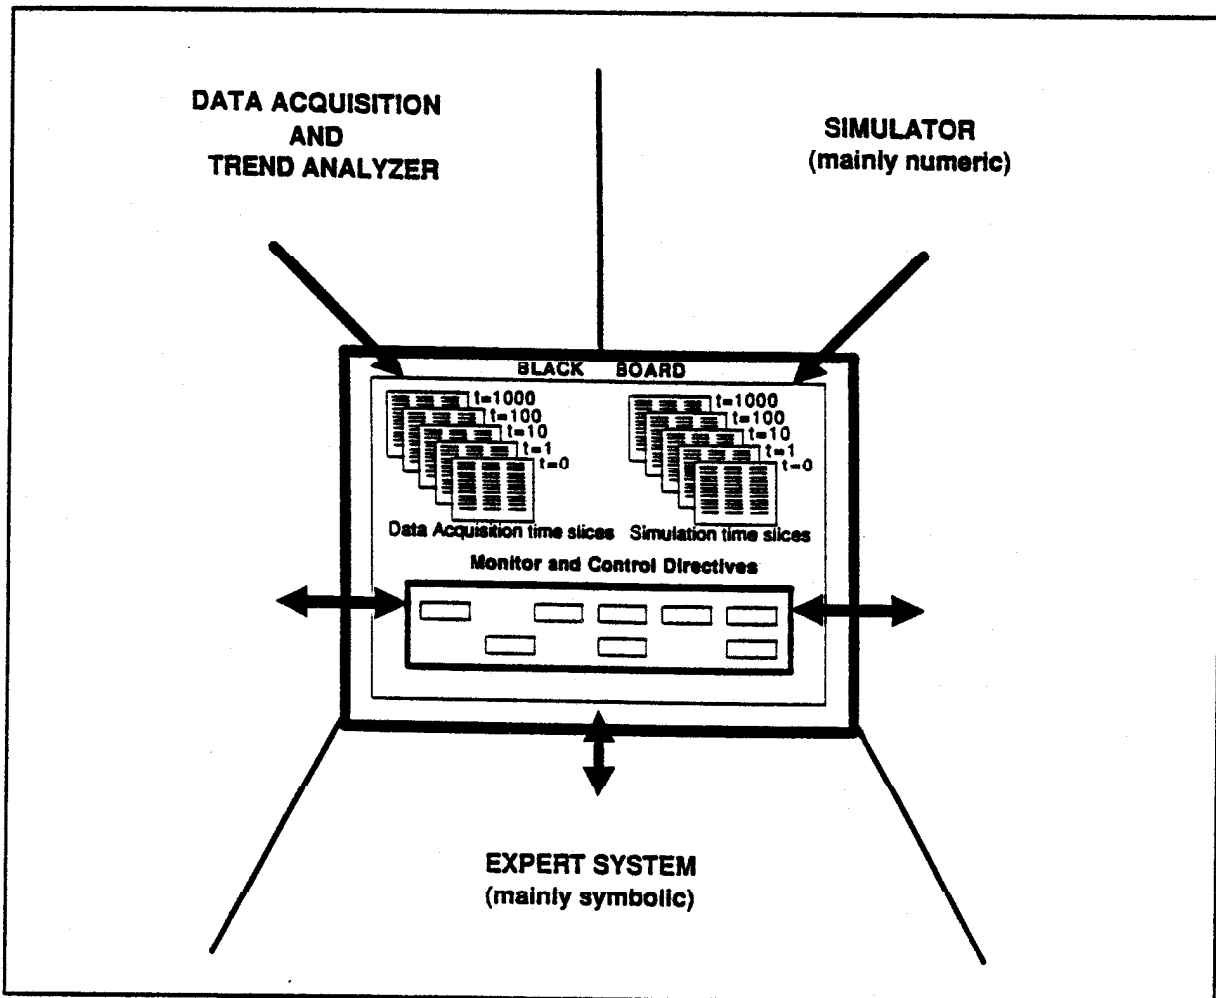 DATA ACQUISITION
AND
TREND ANALYZER
SIMULATOR
(mainly numeric)
BLACK BOARD
t=1000
t=100
t=10
t=1
t=0
t=1000
t=100
t=10
t=1
t=0
Data Acquisition time slices
Simulation time slices
Monitor and Control Directives
EXPERT SYSTEM
(mainly symbolic)